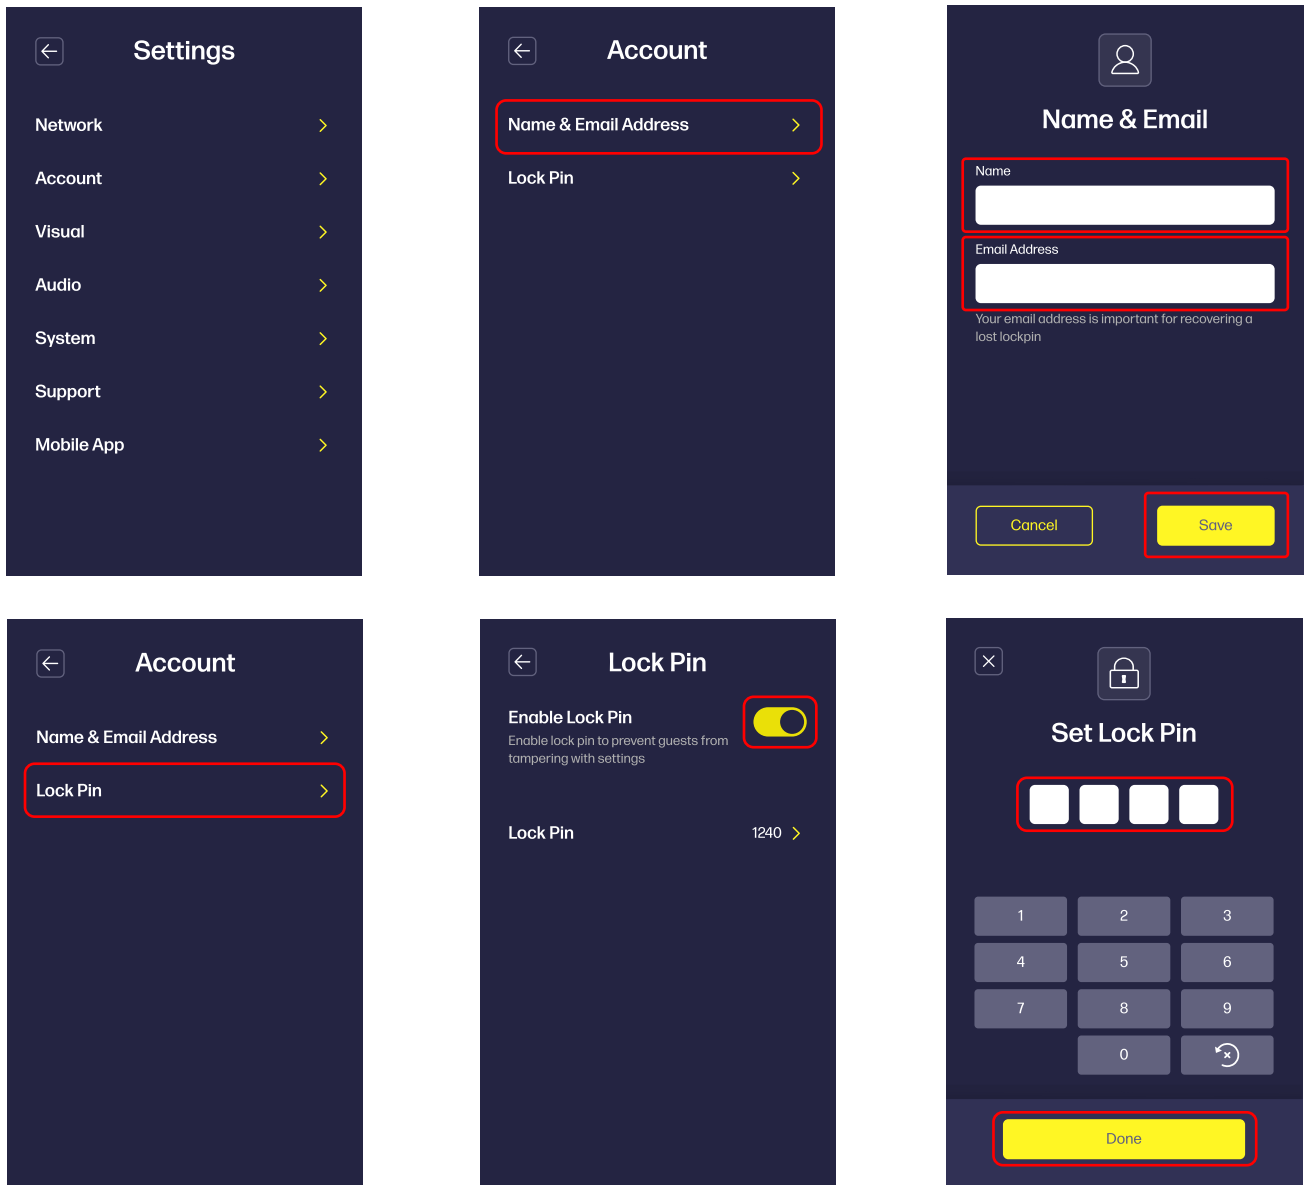 Settings
Network
Account
Visual
Audio
System
Support
Mobile App
Account
Name & Email Address
Lock Pin
Name & Email
Name
Email Address
Your email address is important for recovering a
lost lockpin
Cancel
Save
Account
Name & Email Address
Lock Pin
Lock Pin
Enable Lock Pin
Enable lock pin to prevent guests from
tampering with settings
Lock Pin 1240
Set Lock Pin
1 2 3
4 5 6
7 8 9
0
Done